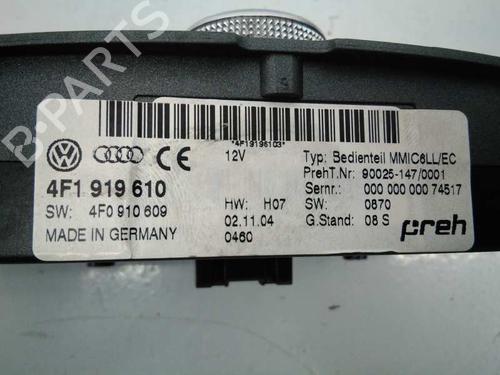 B-PARTS
*4F19196103*
12V
4F1 919 610
SW: 4F0 910 609
MADE IN GERMANY
HW: H07
02.11.04
0460
Typ: Bedienteil MMIC6LL/EC
PrehT.Nr: 90025-147/0001
Sernr.: 000 000 000 74517
SW: 0870
G.Stand: 08 S
preh